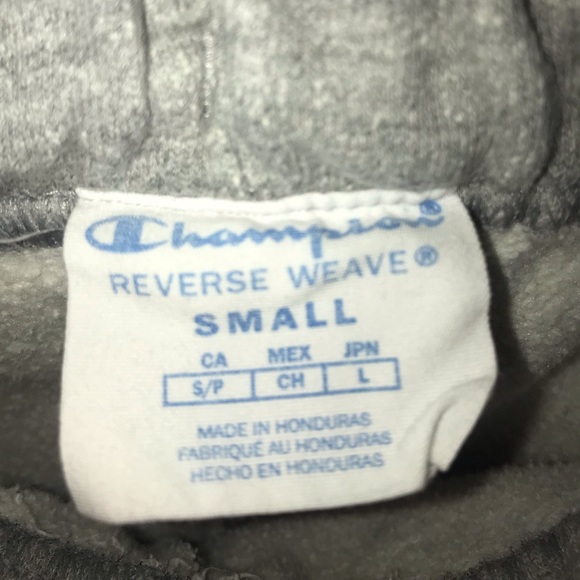 Champion®
REVERSE WEAVE®
SMALL
CA MEX JPN
S/P CH L
MADE IN HONDURAS
FABRIQUÉ AU HONDURAS
HECHO EN HONDURAS